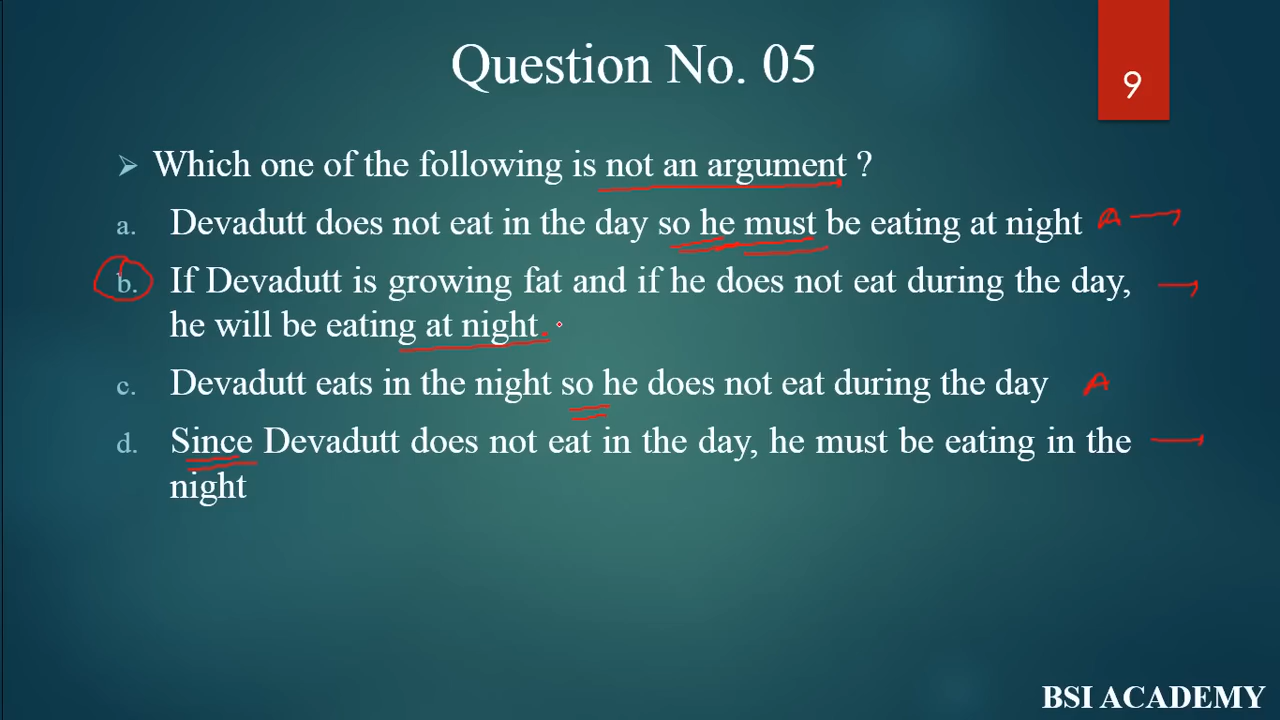 Question No. 05
9
➢ Which one of the following is not an argument ?
a. Devadutt does not eat in the day so he must be eating at night A
b. If Devadutt is growing fat and if he does not eat during the day,
he will be eating at night.
c. Devadutt eats in the night so he does not eat during the day A
d. Since Devadutt does not eat in the day, he must be eating in the
night
BSI ACADEMY